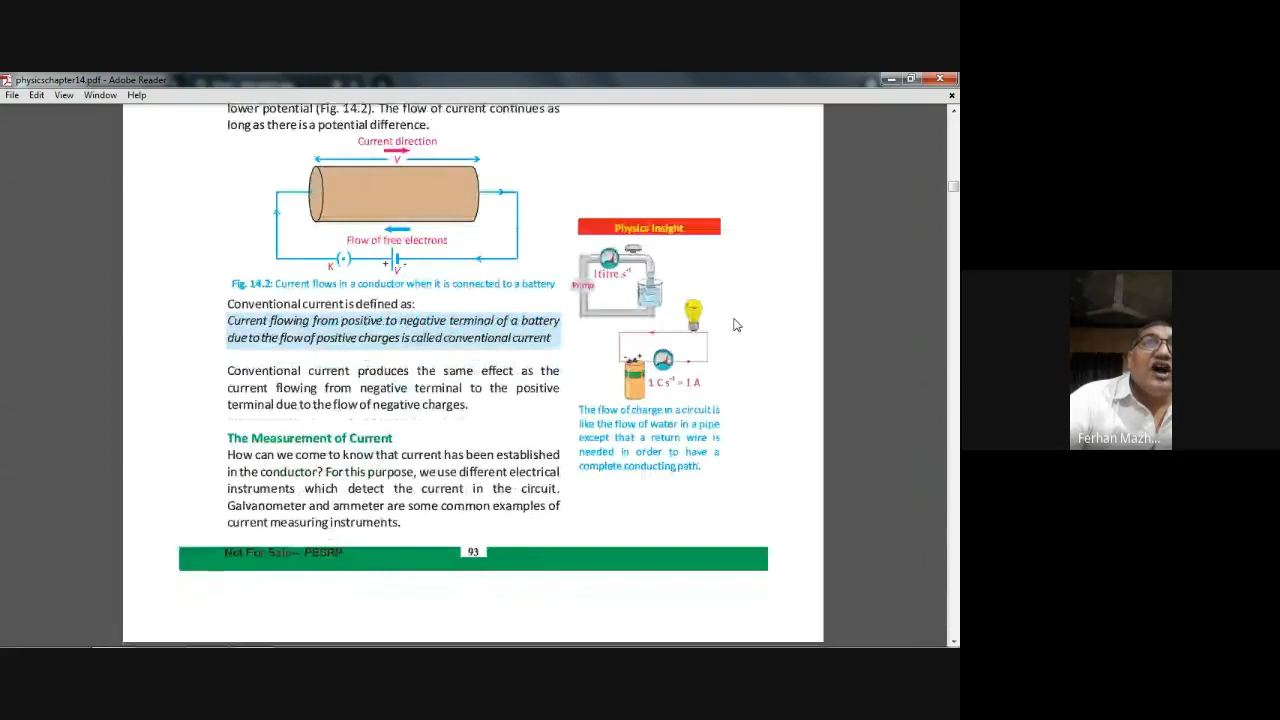 physicschapter14.pdf - Adobe Reader
File Edit View Window Help
lower potential (Fig. 14.2). The flow of current continues as
long as there is a potential difference.
Current direction
V
Flow of free electrons
K
+ -
V
Fig. 14.2: Current flows in a conductor when it is connected to a battery
Conventional current is defined as:
Current flowing from positive to negative terminal of a battery
due to the flow of positive charges is called conventional current
Conventional current produces the same effect as the
current flowing from negative terminal to the positive
terminal due to the flow of negative charges.
The Measurement of Current
How can we come to know that current has been established
in the conductor? For this purpose, we use different electrical
instruments which detect the current in the circuit.
Galvanometer and ammeter are some common examples of
current measuring instruments.
Physics Insight
1litre s⁻¹
Pump
- +
1 C s⁻¹ = 1 A
The flow of charge in a circuit is
like the flow of water in a pipe
except that a return wire is
needed in order to have a
complete conducting path.
Not For Sale– PESRP
93
Ferhan Mazh...